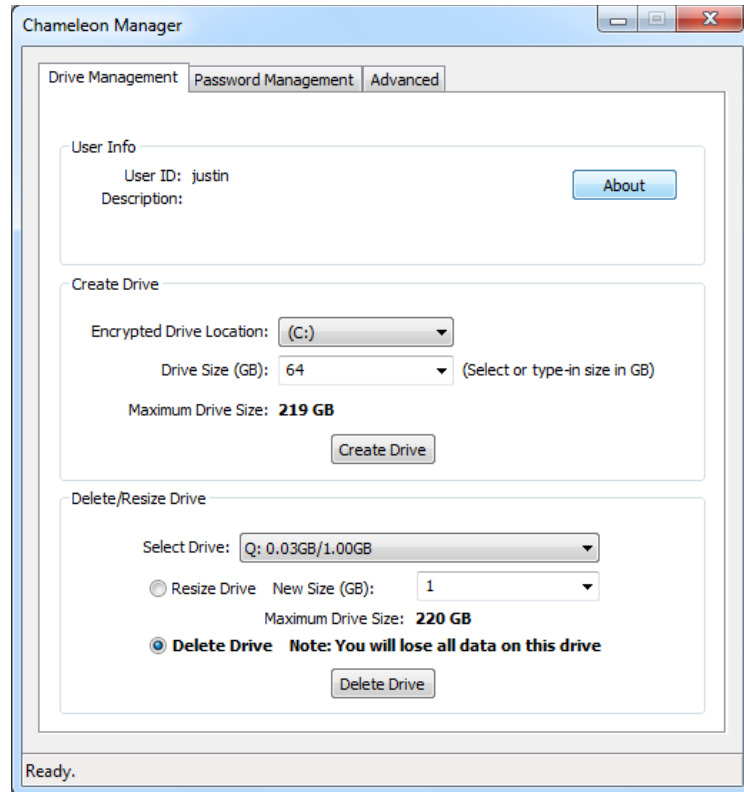 Chameleon Manager
Drive Management Password Management Advanced
User Info
User ID: justin
About
Description:
Create Drive
Encrypted Drive Location: (C:)
Drive Size (GB): 64 (Select or type-in size in GB)
Maximum Drive Size: 219 GB
Create Drive
Delete/Resize Drive
Select Drive: Q: 0.03GB/1.00GB
Resize Drive New Size (GB): 1
Maximum Drive Size: 220 GB
Delete Drive Note: You will lose all data on this drive
Delete Drive
Ready.